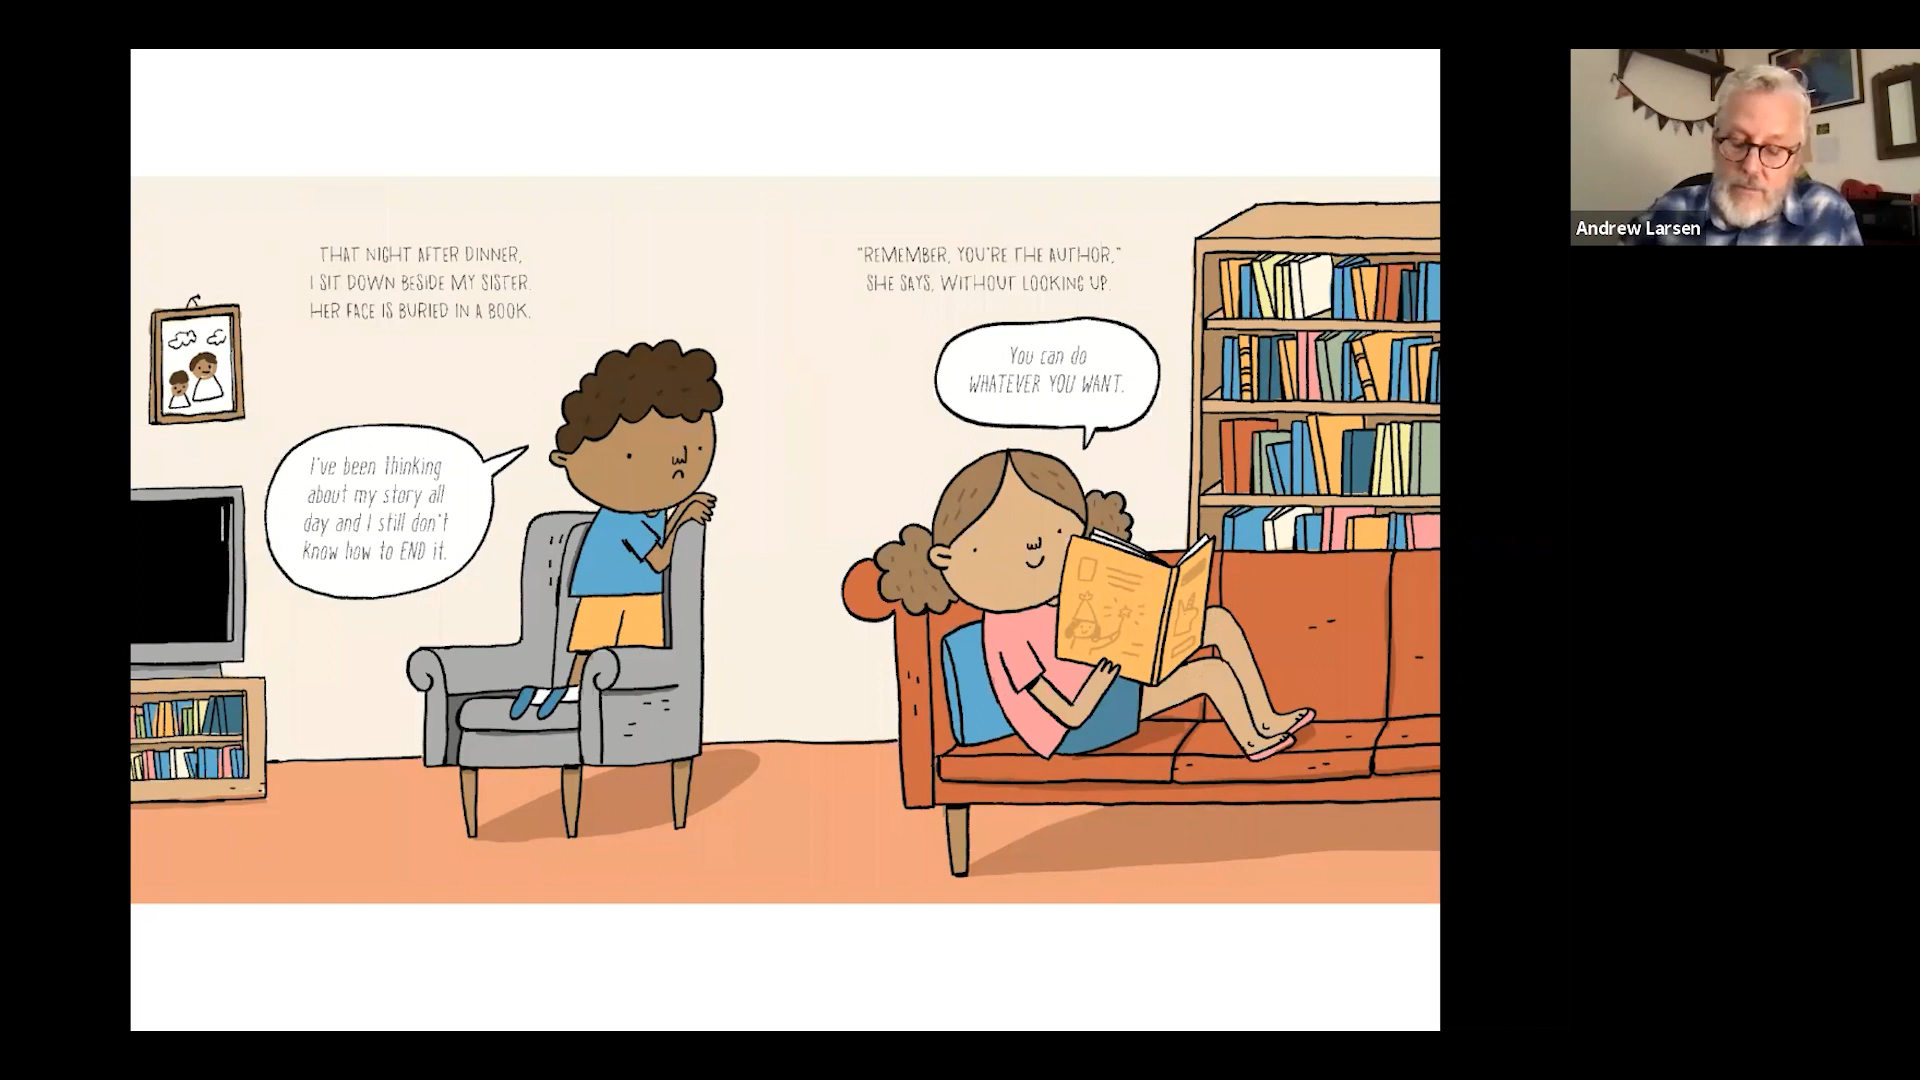 THAT NIGHT AFTER DINNER,
I SIT DOWN BESIDE MY SISTER.
HER FACE IS BURIED IN A BOOK.
I've been thinking
about my story all
day and I still don't
know how to END it.
"REMEMBER, YOU'RE THE AUTHOR,"
SHE SAYS, WITHOUT LOOKING UP.
You can do
WHATEVER YOU WANT.
Andrew Larsen